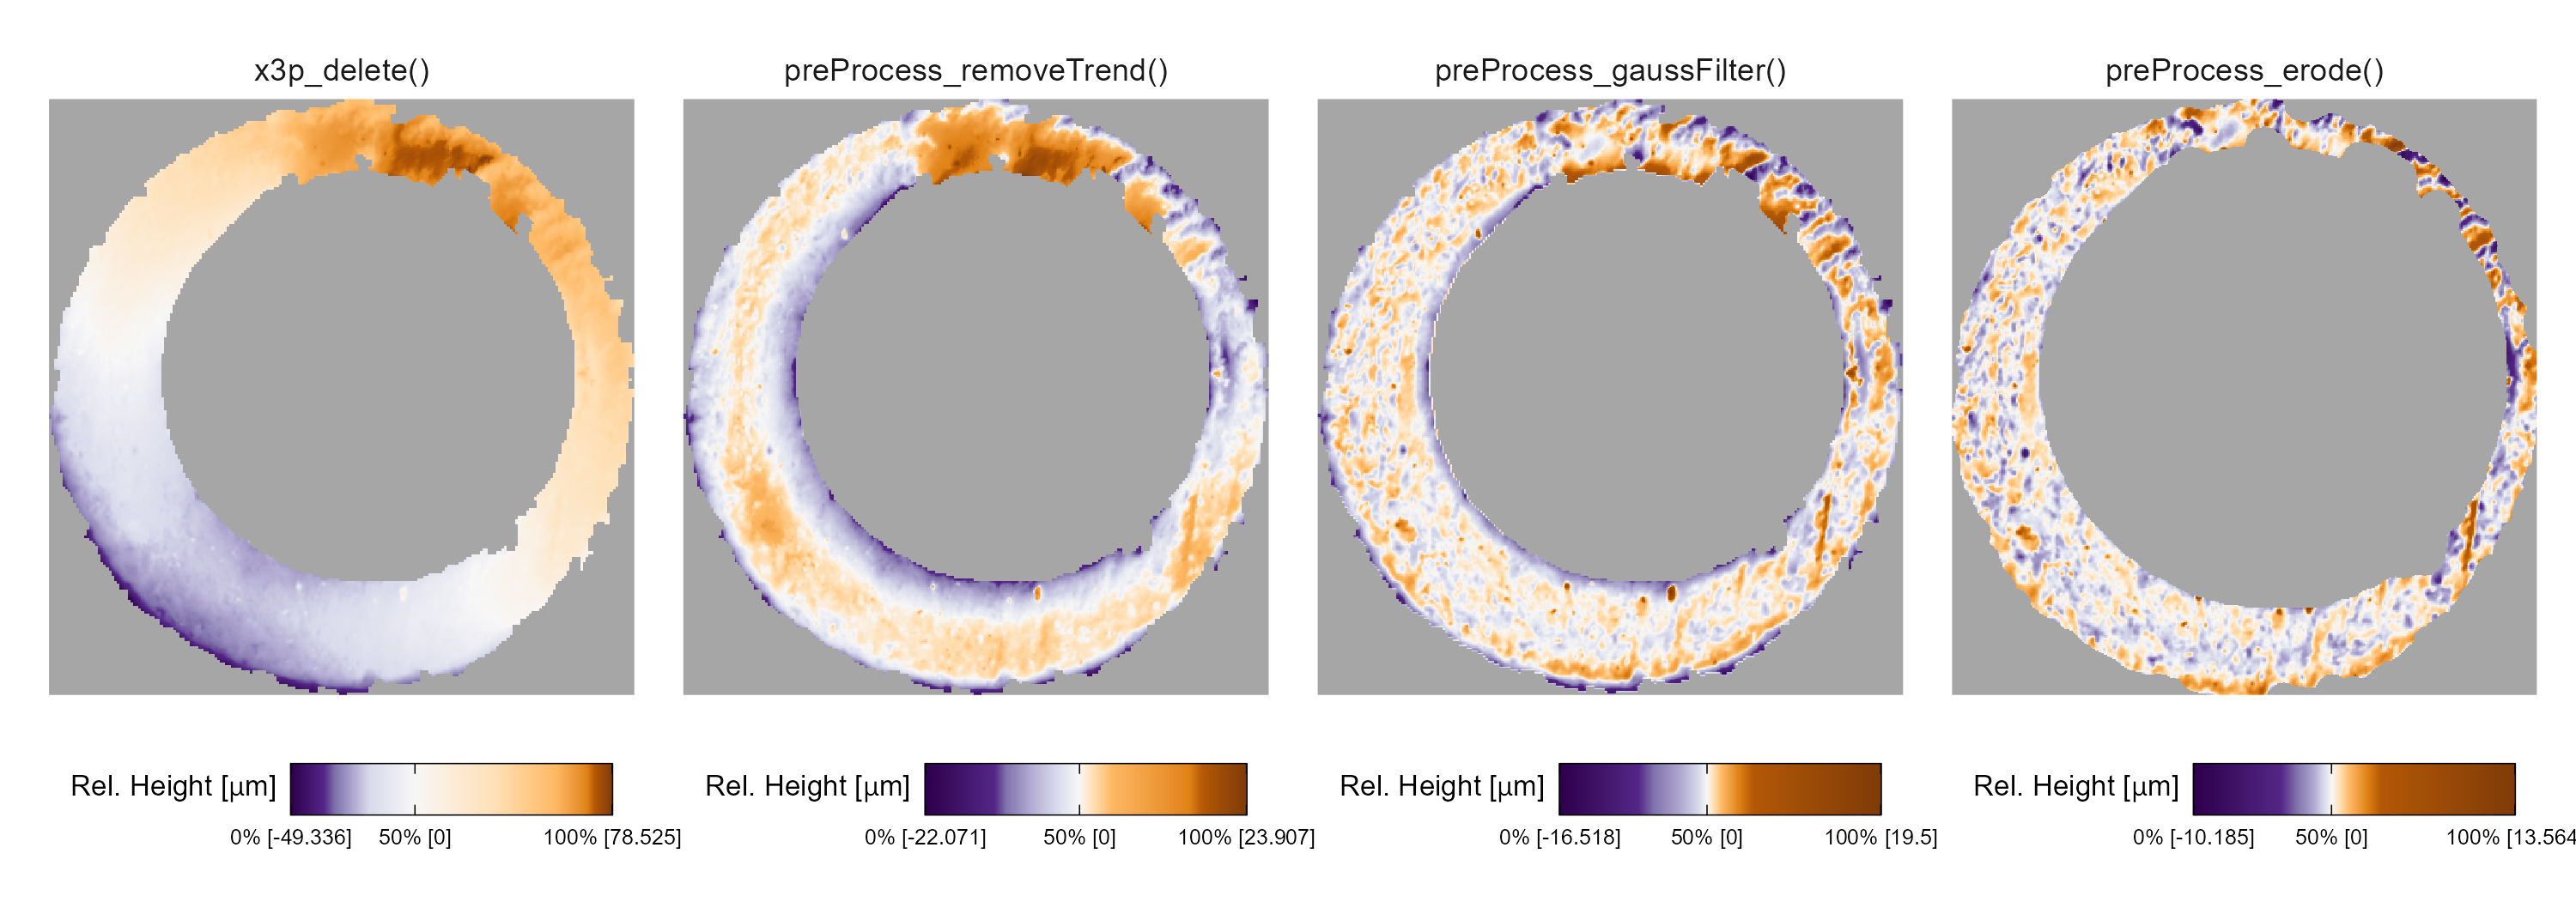 x3p_delete() preProcess_removeTrend() preProcess_gaussFilter() preProcess_erode()
Rel. Height [µm] Rel. Height [µm] Rel. Height [µm] Rel. Height [µm]
0% [-49.336] 50% [0] 100% [78.525] 0% [-22.071] 50% [0] 100% [23.907] 0% [-16.518] 50% [0] 100% [19.5] 0% [-10.185] 50% [0] 100% [13.564